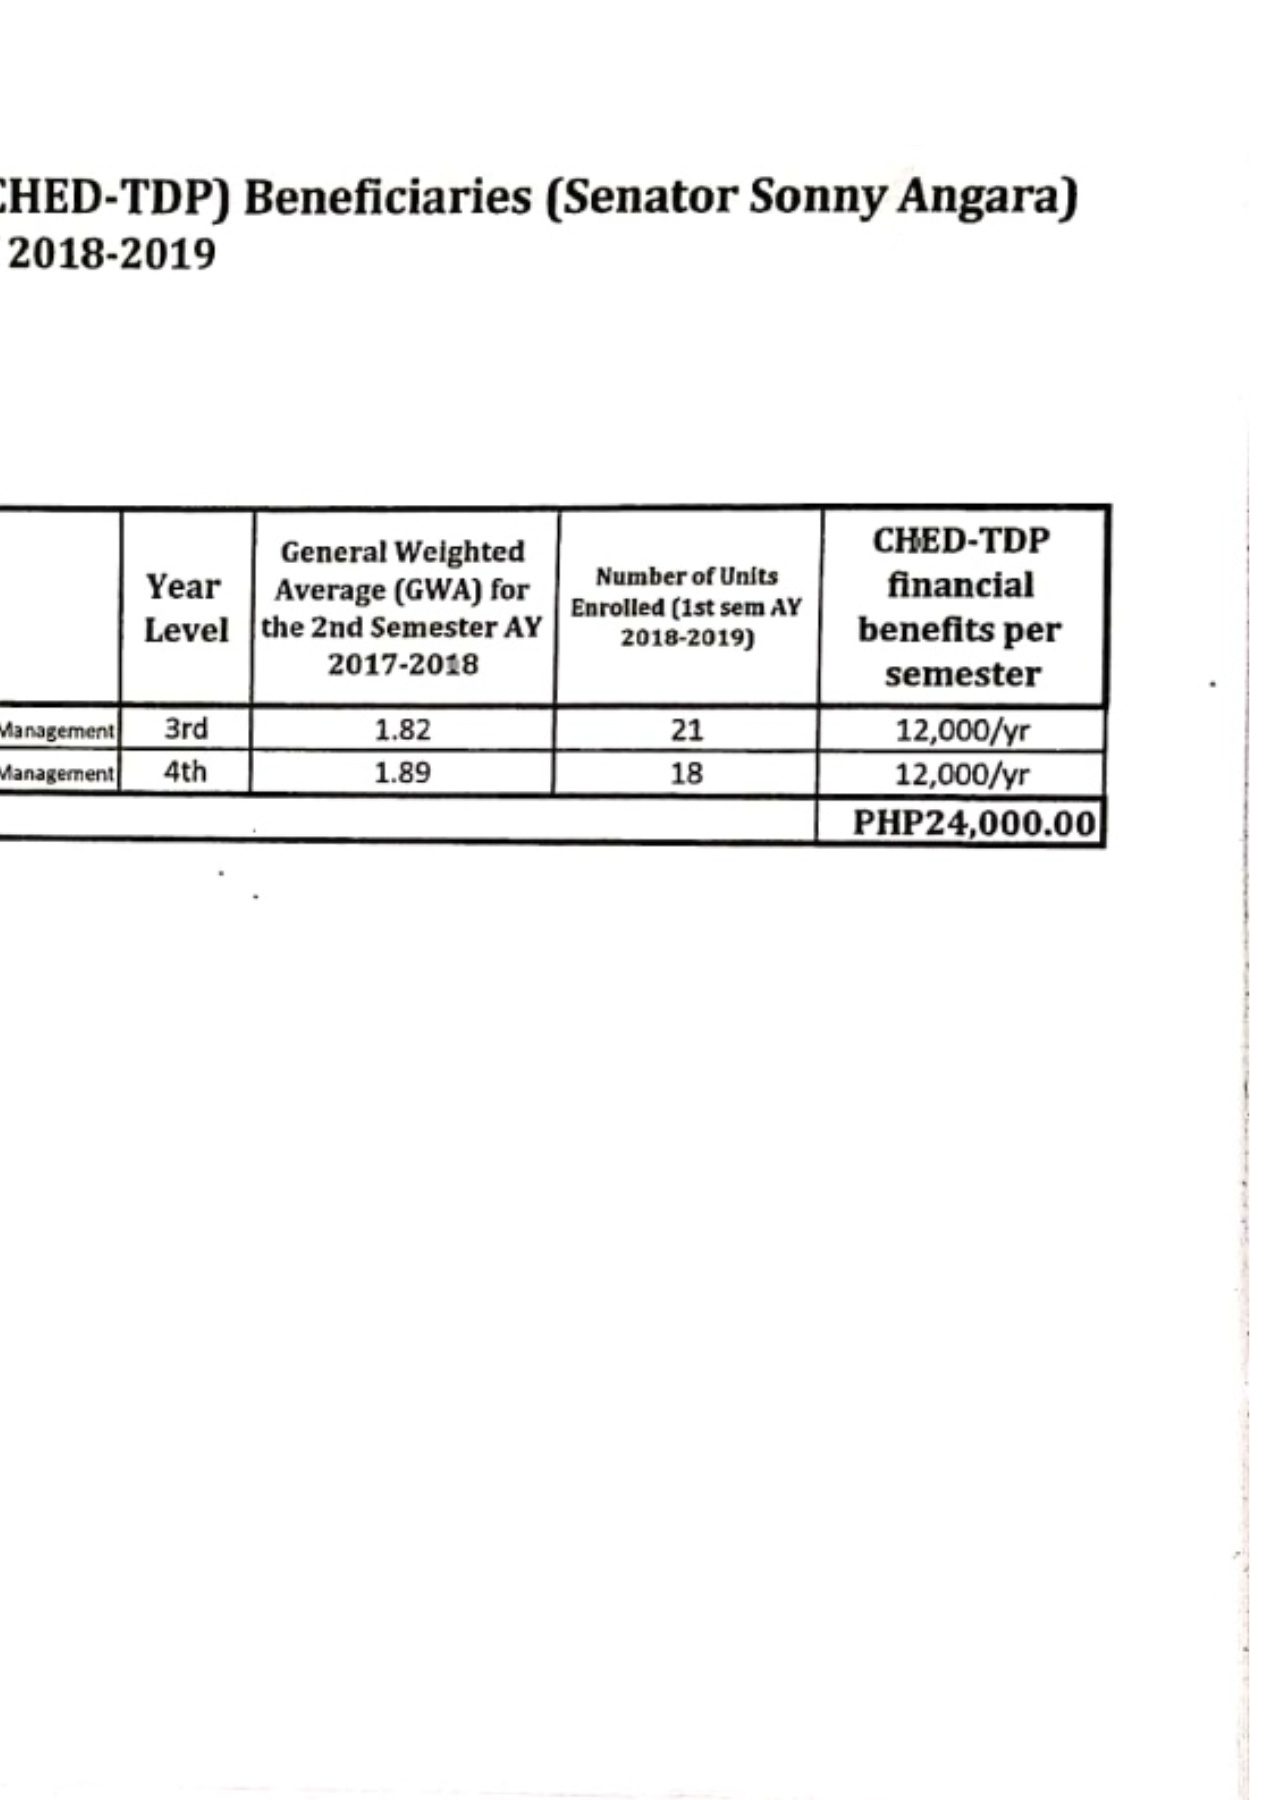 CHED-TDP) Beneficiaries (Senator Sonny Angara)
2018-2019
Year
Level
General Weighted
Average (GWA) for
the 2nd Semester AY
2017-2018
Number of Units
Enrolled (1st sem AY
2018-2019)
CHED-TDP
financial
benefits per
semester
Management 3rd 1.82 21 12,000/yr
Management 4th 1.89 18 12,000/yr
PHP24,000.00